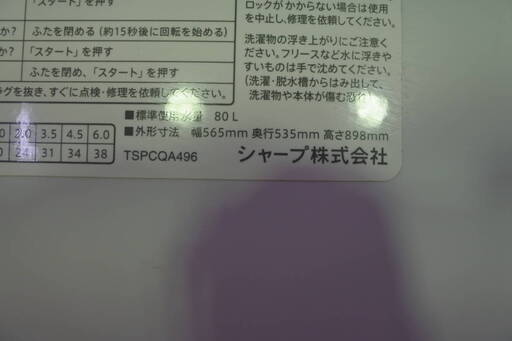 「スタート」を押す
か?
ふたを閉める(約15秒後に回転を始める)
か?
「スタート」を押す
ふたを閉め、「スタート」を押す
グを抜き、すぐに点検・修理を依頼してください。
ロックがかからない場合は使用
を中止し、修理を依頼してください。
洗濯物の浮き上がりにご注意く
ださい。フリースなど水に浮きや
すいものは手で沈めてください。
(洗濯・脱水槽からはみ出して、
洗濯物や本体が傷む恐れ)
■標準使用水量 80L
■外形寸法 幅565mm 奥行535mm 高さ898mm
0 2.0 3.5 4.5 6.0
0 24 31 34 38
TSPCQA496 シャープ株式会社